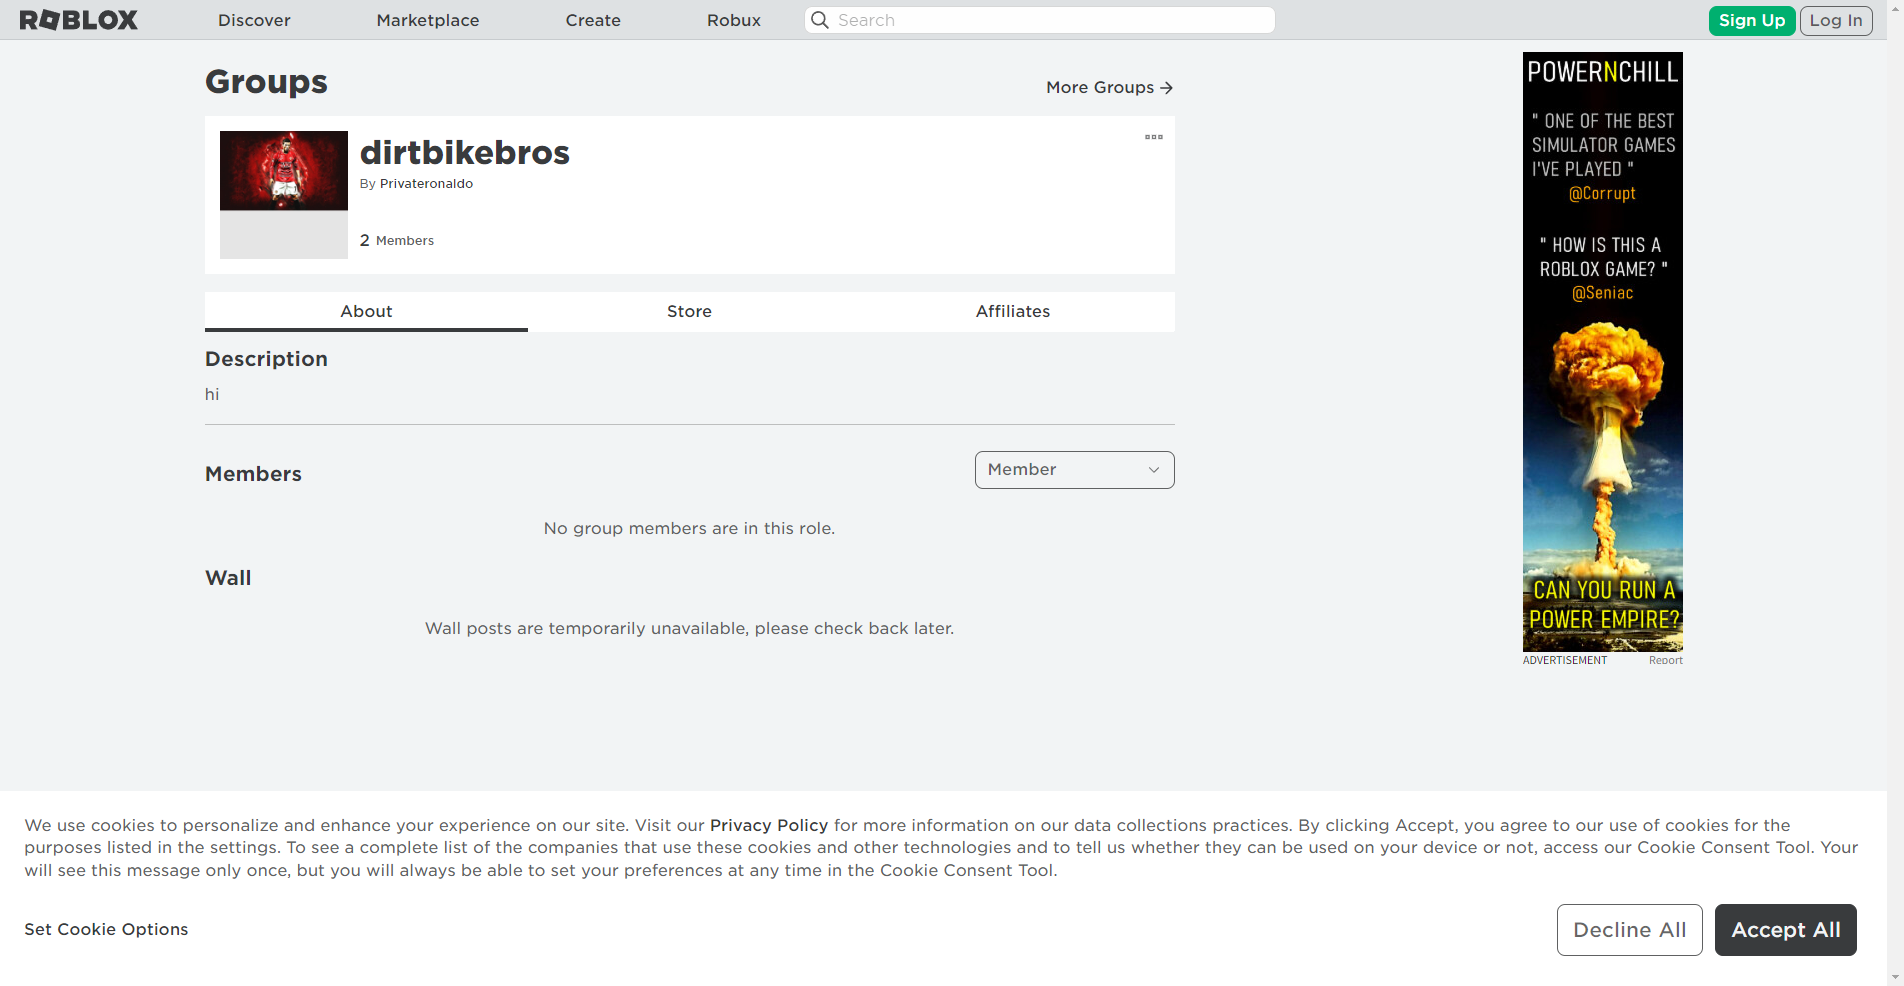 ROBLOX
Discover
Marketplace
Create
Robux
Search
Sign Up
Log In
Groups
More Groups
dirtbikebros
By Privateronaldo
2 Members
About
Store
Affiliates
Description
hi
Members
Member
No group members are in this role.
Wall
Wall posts are temporarily unavailable, please check back later.
POWERNCHILL
" ONE OF THE BEST
SIMULATOR GAMES
I'VE PLAYED "
@Corrupt
" HOW IS THIS A
ROBLOX GAME? "
@Seniac
CAN YOU RUN A
POWER EMPIRE?
ADVERTISEMENT
Report
We use cookies to personalize and enhance your experience on our site. Visit our Privacy Policy for more information on our data collections practices. By clicking Accept, you agree to our use of cookies for the
purposes listed in the settings. To see a complete list of the companies that use these cookies and other technologies and to tell us whether they can be used on your device or not, access our Cookie Consent Tool. Your
will see this message only once, but you will always be able to set your preferences at any time in the Cookie Consent Tool.
Set Cookie Options
Decline All
Accept All